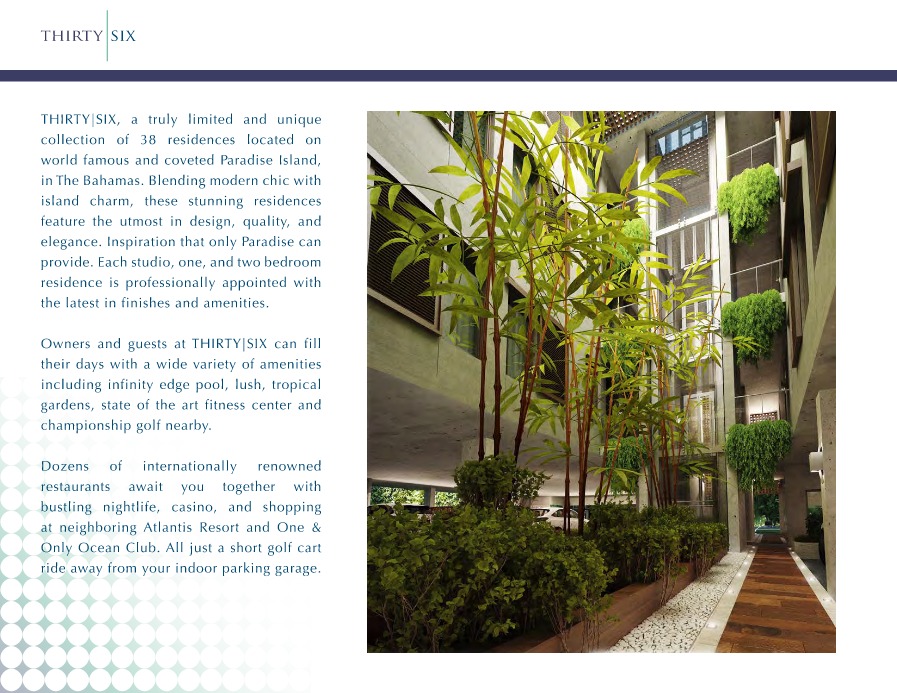 THIRTY|SIX
THIRTY|SIX, a truly limited and unique
collection of 38 residences located on
world famous and coveted Paradise Island,
in The Bahamas. Blending modern chic with
island charm, these stunning residences
feature the utmost in design, quality, and
elegance. Inspiration that only Paradise can
provide. Each studio, one, and two bedroom
residence is professionally appointed with
the latest in finishes and amenities.
Owners and guests at THIRTY|SIX can fill
their days with a wide variety of amenities
including infinity edge pool, lush, tropical
gardens, state of the art fitness center and
championship golf nearby.
Dozens of internationally renowned
restaurants await you together with
bustling nightlife, casino, and shopping
at neighboring Atlantis Resort and One &
Only Ocean Club. All just a short golf cart
ride away from your indoor parking garage.